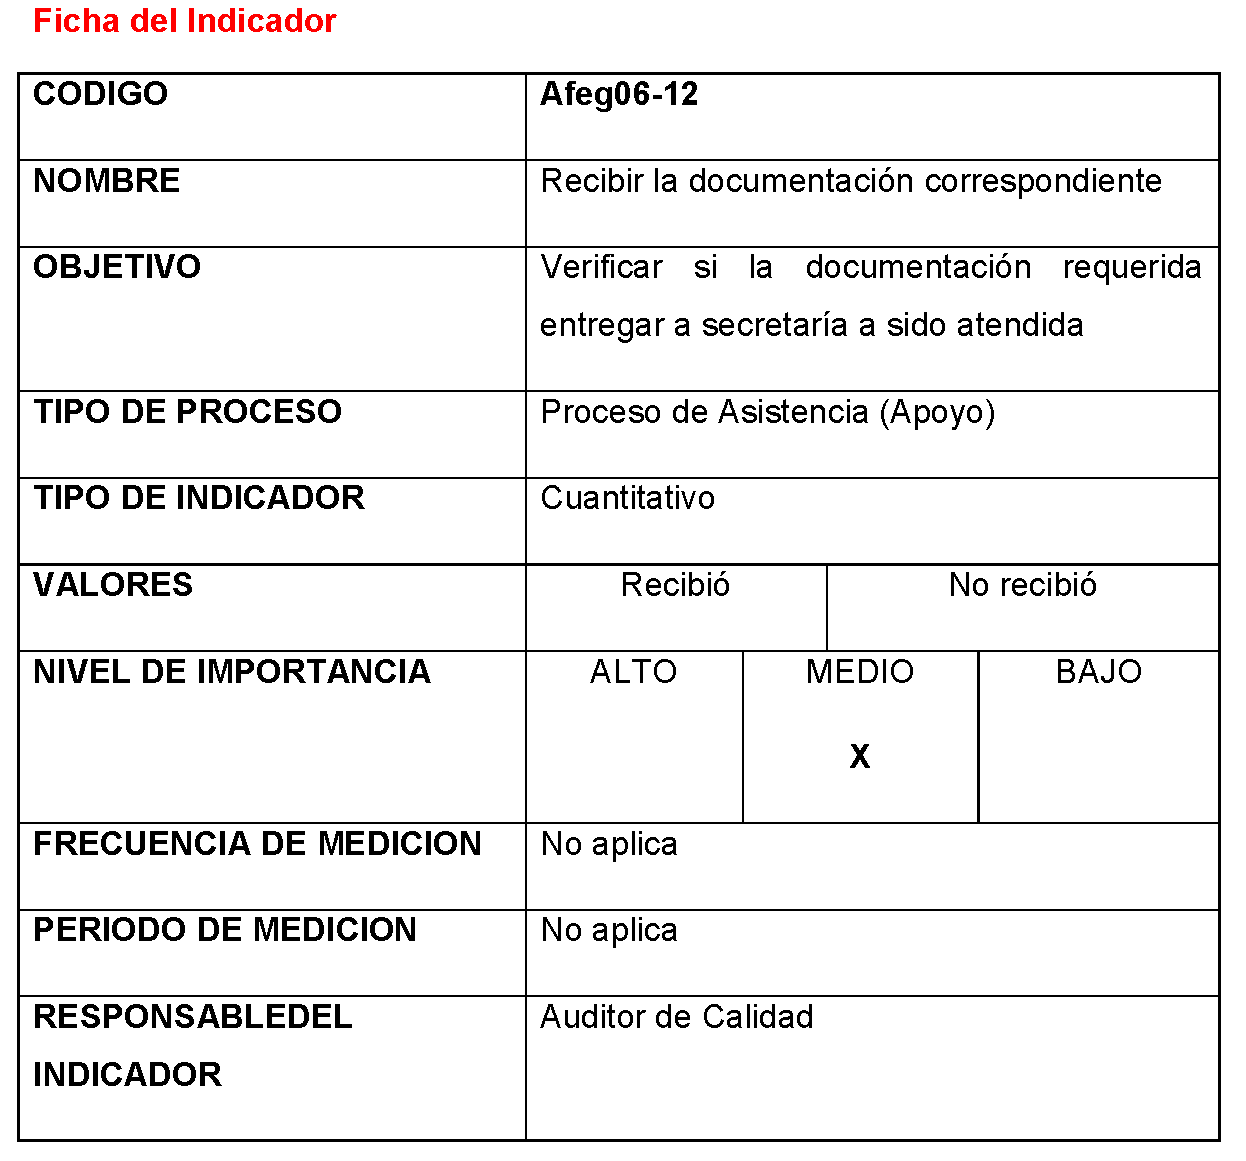 Ficha del Indicador
CODIGO Afeg06-12
NOMBRE Recibir la documentación correspondiente
OBJETIVO Verificar si la documentación requerida
entregar a secretaría a sido atendida
TIPO DE PROCESO Proceso de Asistencia (Apoyo)
TIPO DE INDICADOR Cuantitativo
VALORES Recibió No recibió
NIVEL DE IMPORTANCIA ALTO MEDIO BAJO
X
FRECUENCIA DE MEDICION No aplica
PERIODO DE MEDICION No aplica
RESPONSABLEDEL Auditor de Calidad
INDICADOR